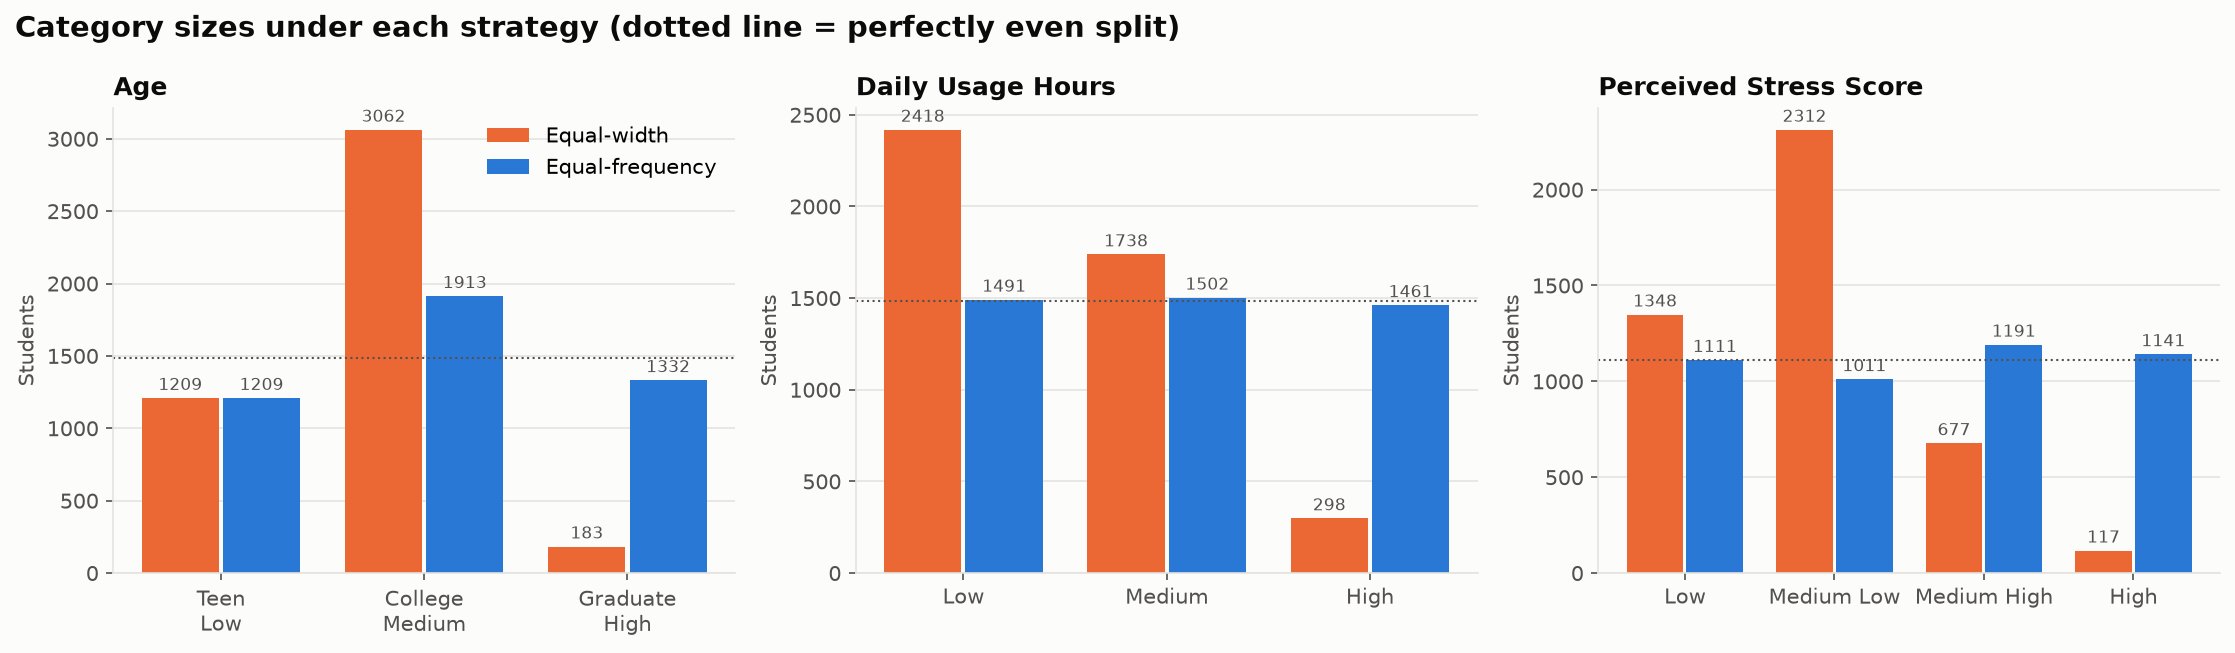 Category sizes under each strategy (dotted line = perfectly even split)
Age
Students
3000
2500
2000
1500
1000
500
0
Equal-width
Equal-frequency
1209
1209
3062
1913
183
1332
Teen
Low
College
Medium
Graduate
High
Daily Usage Hours
Students
2500
2000
1500
1000
500
0
2418
1491
1738
1502
298
1461
Low
Medium
High
Perceived Stress Score
Students
2000
1500
1000
500
0
1348
1111
2312
1011
677
1191
117
1141
Low
Medium Low
Medium High
High